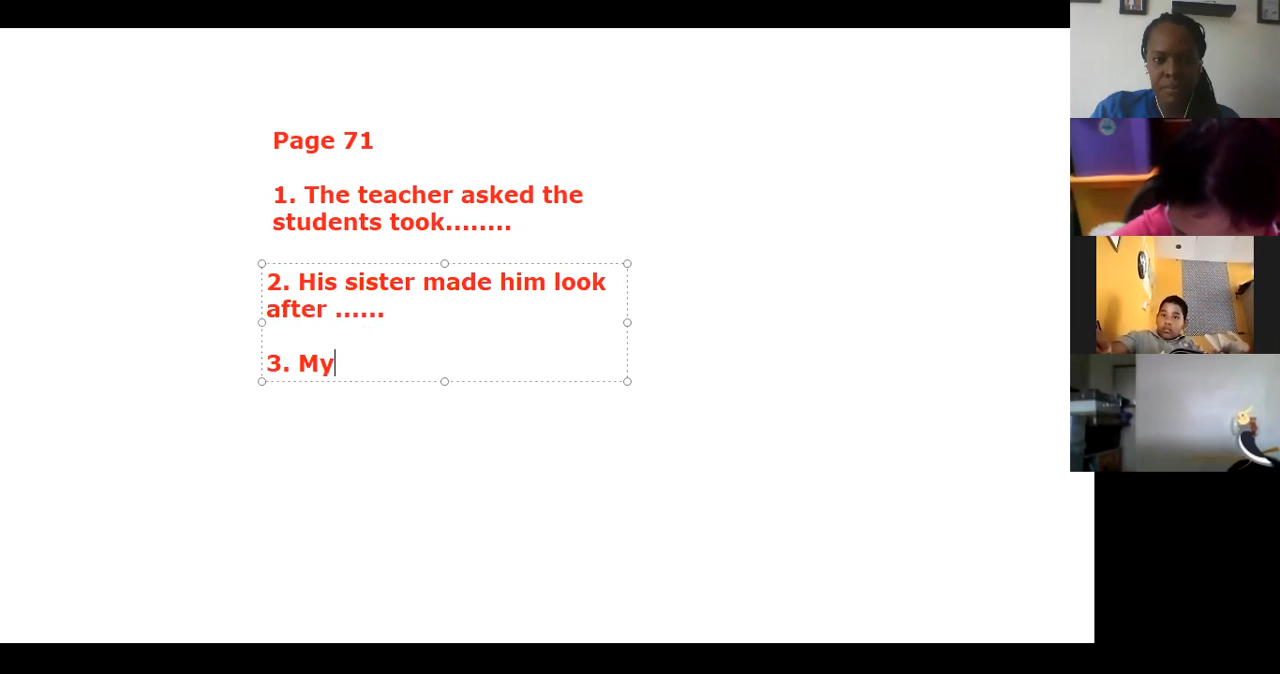 Page 71
1. The teacher asked the
students took........
2. His sister made him look
after ......
3. My